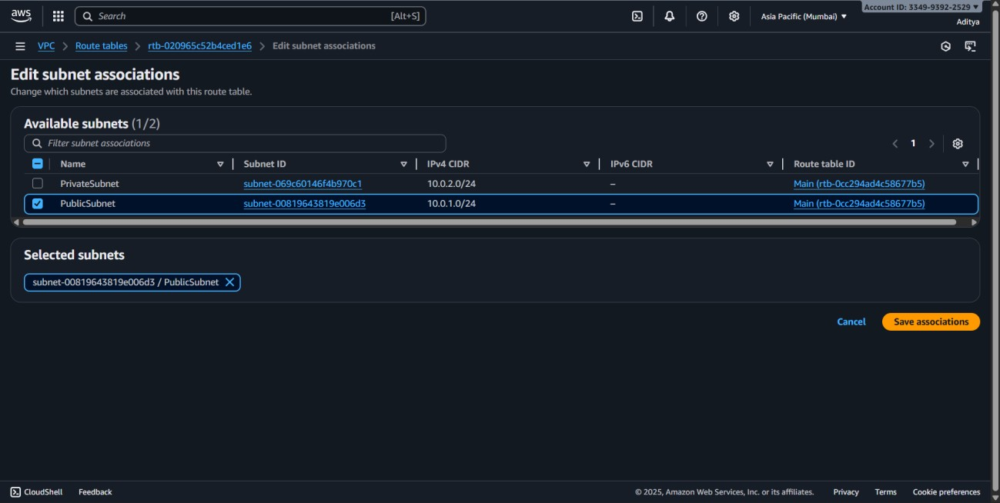 aws Search [Alt+S] Asia Pacific (Mumbai) Account ID: 3349-9392-2529
Aditya
VPC Route tables rtb-020965c52b4ced1e6 Edit subnet associations
Edit subnet associations
Change which subnets are associated with this route table.
Available subnets (1/2)
Filter subnet associations 1
Name Subnet ID IPv4 CIDR IPv6 CIDR Route table ID
PrivateSubnet subnet-069c60146f4b970c1 10.0.2.0/24 – Main (rtb-0cc294ad4c58677b5)
PublicSubnet subnet-00819643819e006d3 10.0.1.0/24 – Main (rtb-0cc294ad4c58677b5)
Selected subnets
subnet-00819643819e006d3 / PublicSubnet
Cancel Save associations
CloudShell Feedback © 2025, Amazon Web Services, Inc. or its affiliates. Privacy Terms Cookie preferences